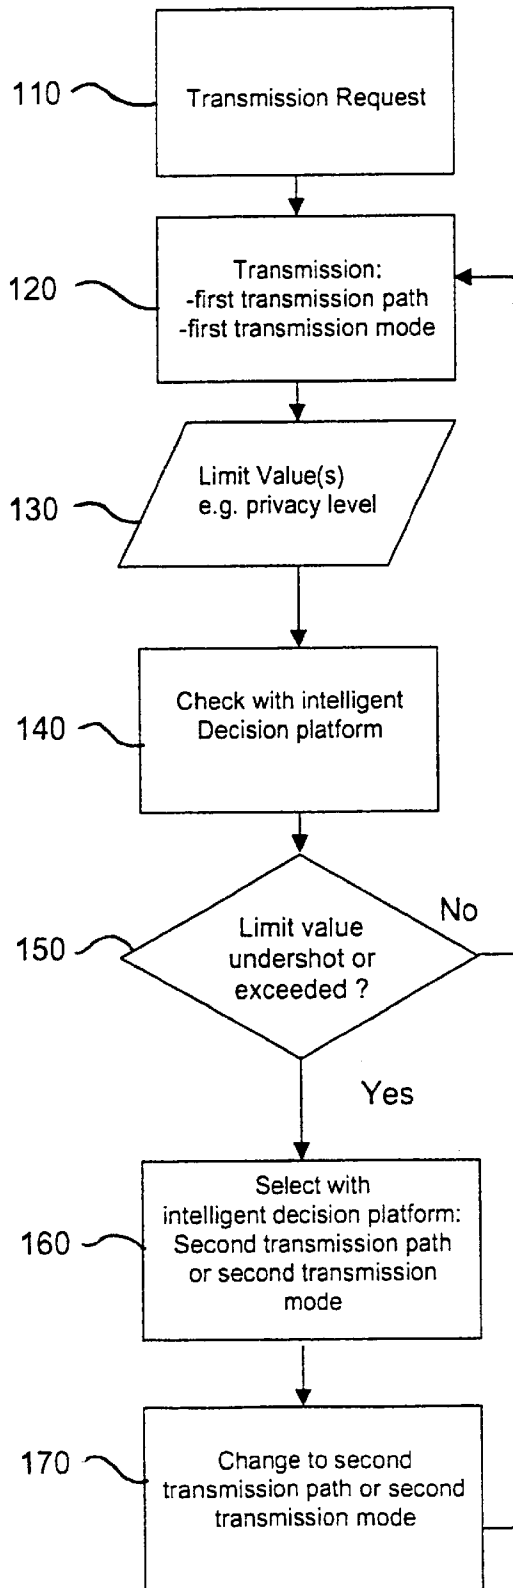 110
Transmission Request
120
Transmission:
-first transmission path
-first transmission mode
130
Limit Value(s)
e.g. privacy level
140
Check with intelligent
Decision platform
150
Limit value
undershot or
exceeded ?
No
Yes
160
Select with
intelligent decision platform:
Second transmission path
or second transmission
mode
170
Change to second
transmission path or second
transmission mode